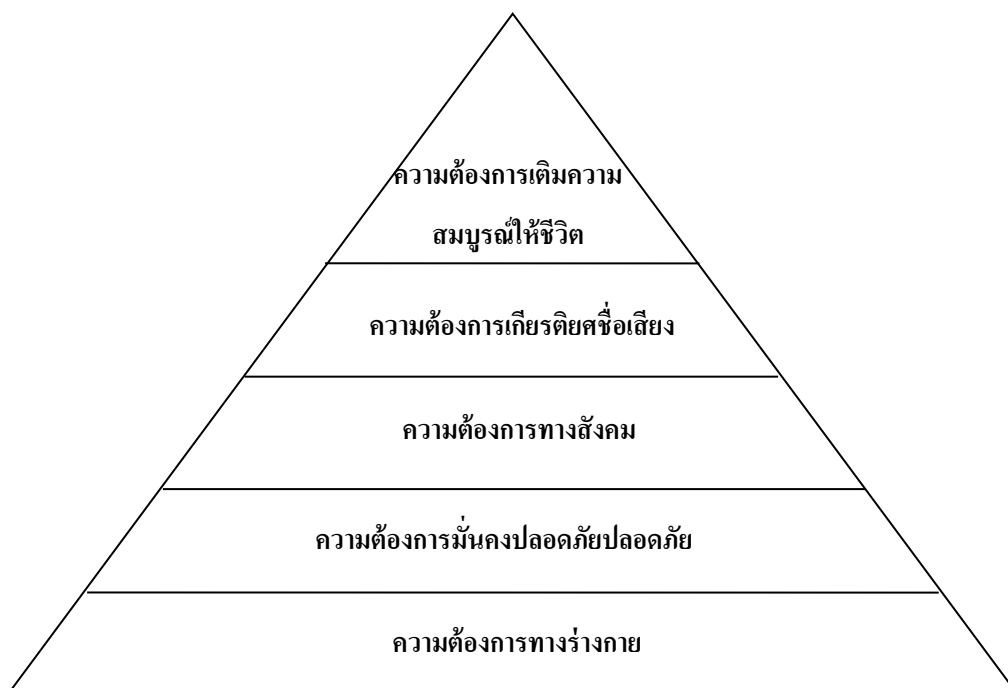 ความต้องการเติมความ
สมบูรณ์ให้ชีวิต
ความต้องการเกียรติยศชื่อเสียง
ความต้องการทางสังคม
ความต้องการมั่นคงปลอดภัยปลอดภัย
ความต้องการทางร่างกาย